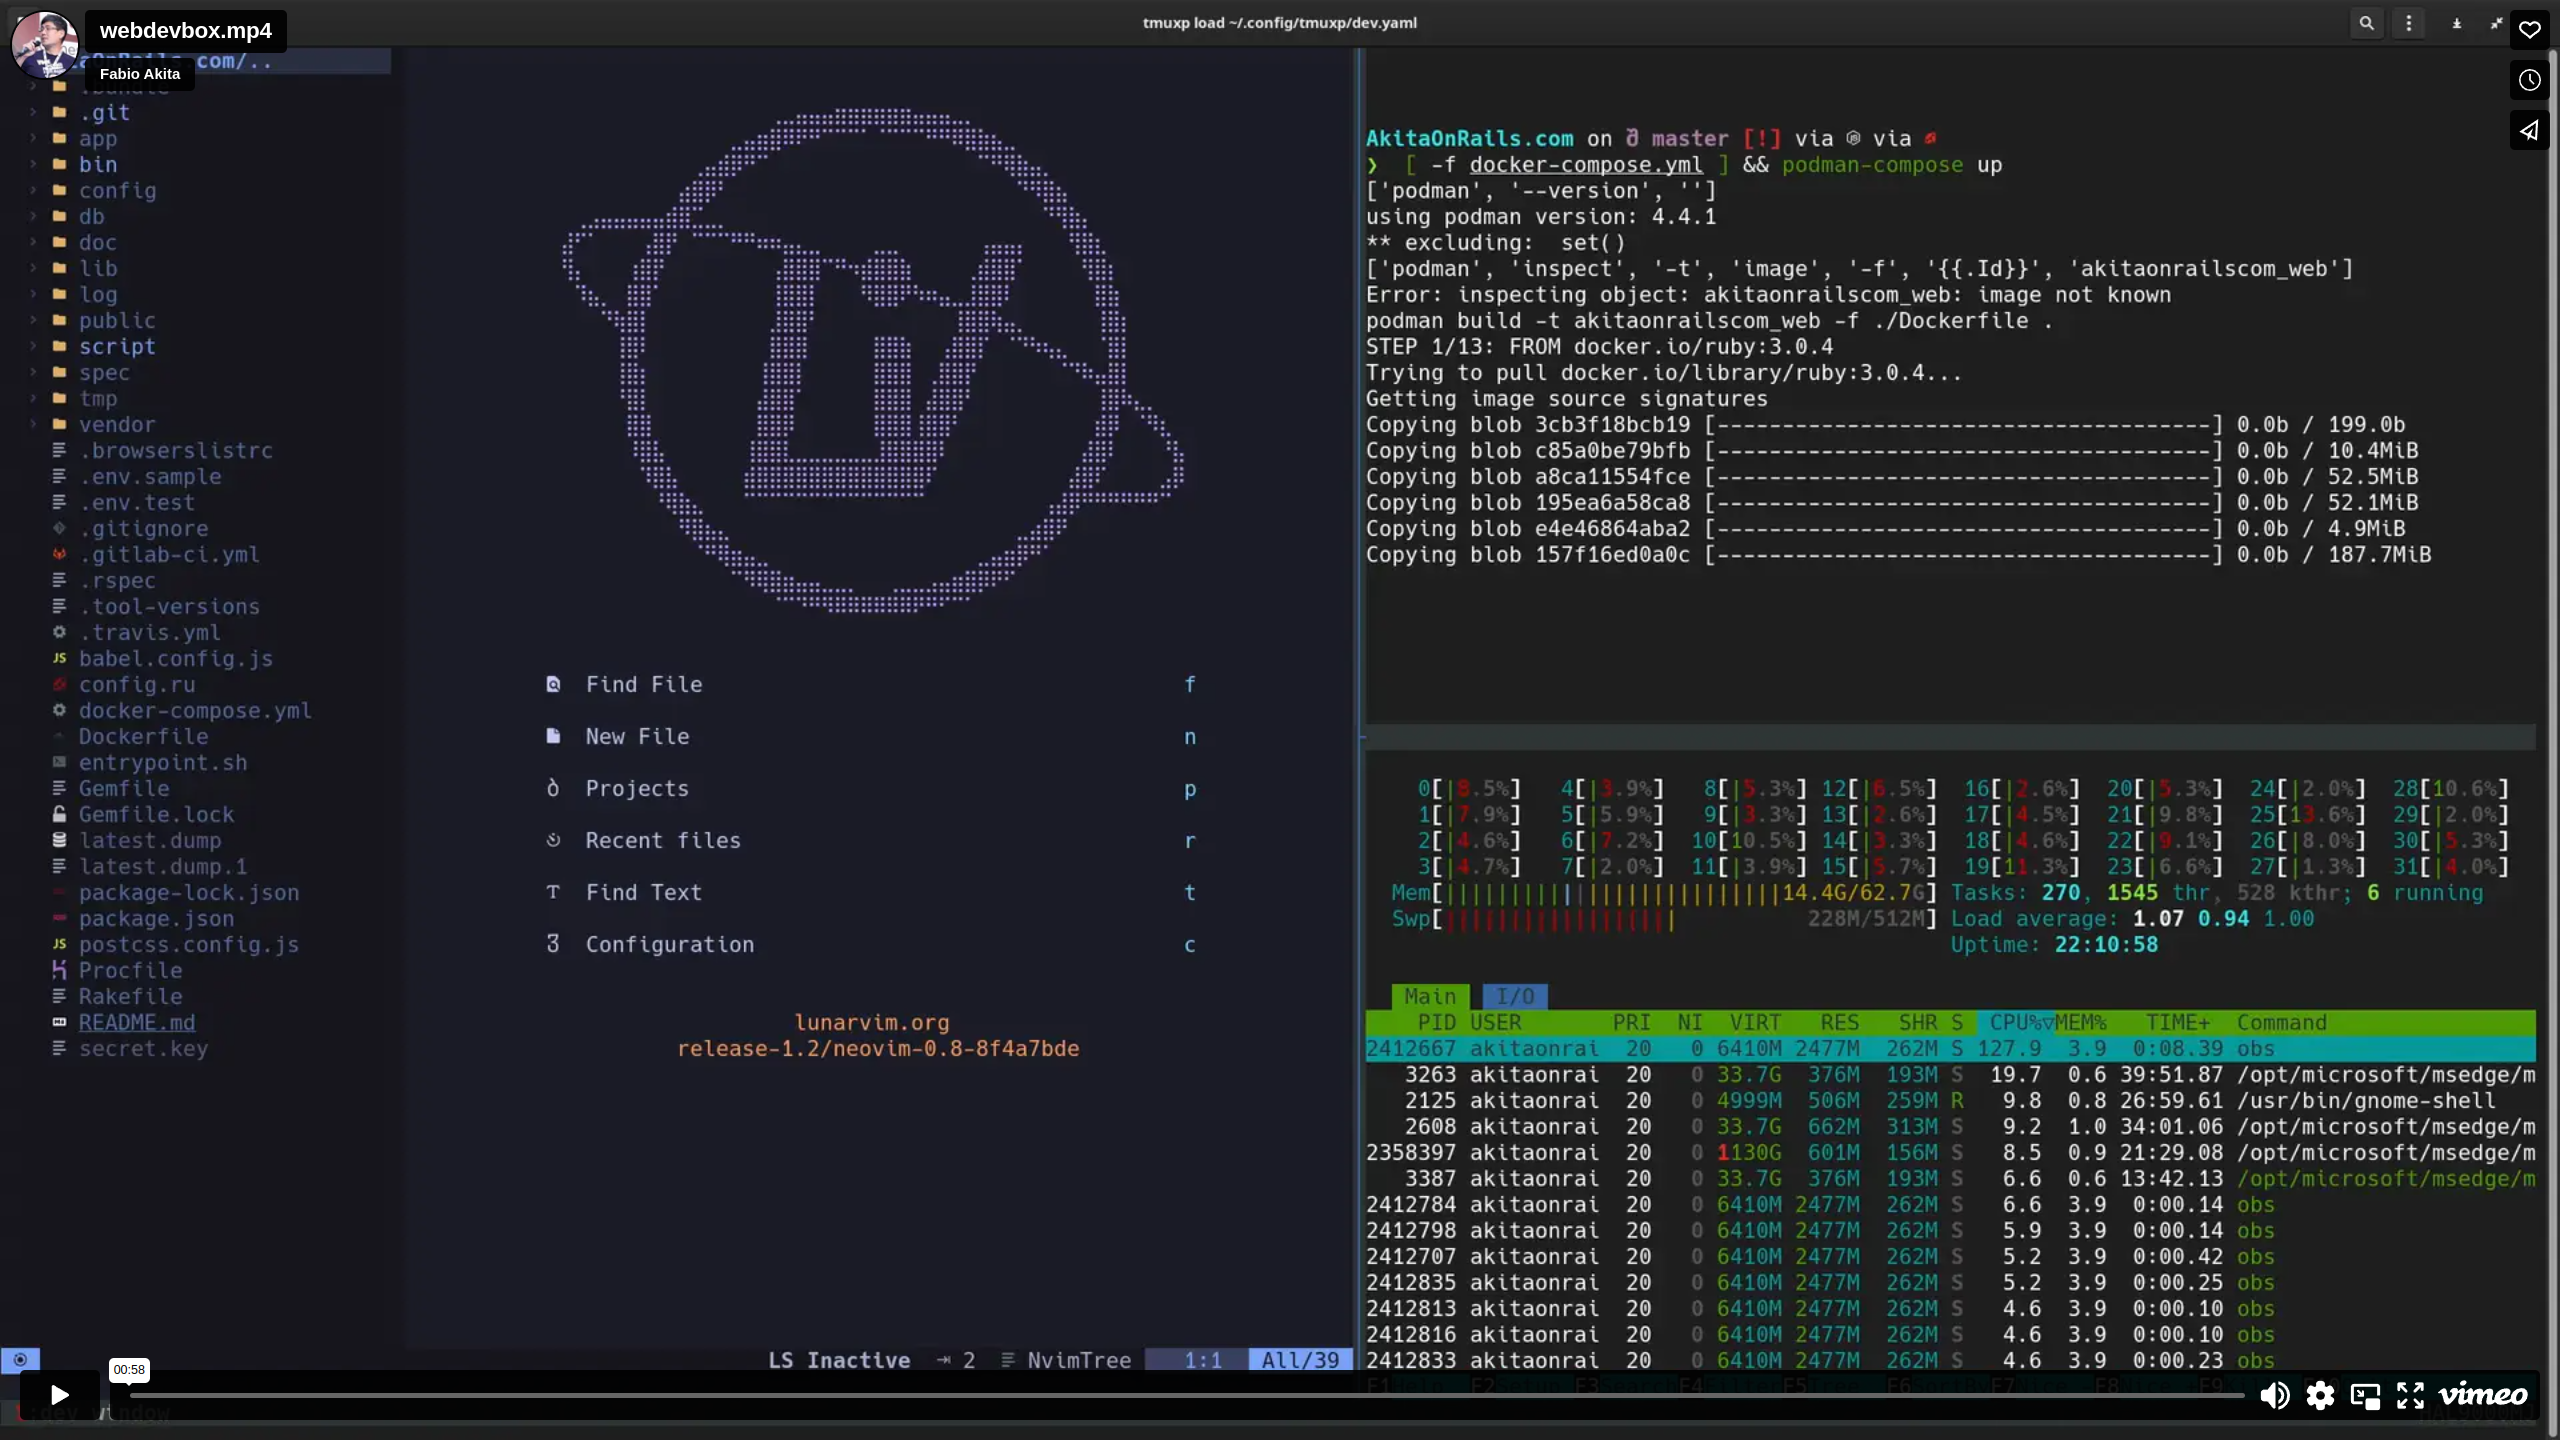 webdevbox.mp4
Fabio Akita
tmuxp load ~/.config/tmuxp/dev.yaml
.git
app
bin
config
db
doc
lib
log
public
script
spec
tmp
vendor
.browserslistrc
.env.sample
.env.test
.gitignore
.gitlab-ci.yml
.rspec
.tool-versions
.travis.yml
babel.config.js
config.ru
docker-compose.yml
Dockerfile
entrypoint.sh
Gemfile
Gemfile.lock
latest.dump
latest.dump.1
package-lock.json
package.json
postcss.config.js
Procfile
Rakefile
README.md
secret.key
Find File f
New File n
Projects p
Recent files r
Find Text t
Configuration c
lunarvim.org
release-1.2/neovim-0.8-8f4a7bde
LS Inactive ⇥ 2 NvimTree 1:1 All/39
AkitaOnRails.com on master [!] via via
❯ [ -f docker-compose.yml ] && podman-compose up
['podman', '--version', '']
using podman version: 4.4.1
** excluding: set()
['podman', 'inspect', '-t', 'image', '-f', '{{.Id}}', 'akitaonrailscom_web']
Error: inspecting object: akitaonrailscom_web: image not known
podman build -t akitaonrailscom_web -f ./Dockerfile .
STEP 1/13: FROM docker.io/ruby:3.0.4
Trying to pull docker.io/library/ruby:3.0.4...
Getting image source signatures
Copying blob 3cb3f18bcb19 [--------------------------------------] 0.0b / 199.0b
Copying blob c85a0be79bfb [--------------------------------------] 0.0b / 10.4MiB
Copying blob a8ca11554fce [--------------------------------------] 0.0b / 52.5MiB
Copying blob 195ea6a58ca8 [--------------------------------------] 0.0b / 52.1MiB
Copying blob e4e46864aba2 [--------------------------------------] 0.0b / 4.9MiB
Copying blob 157f16ed0a0c [--------------------------------------] 0.0b / 187.7MiB
0[|8.5%] 4[|3.9%] 8[|5.3%] 12[|6.5%] 16[|2.6%] 20[|5.3%] 24[|2.0%] 28[10.6%]
1[|7.9%] 5[|5.9%] 9[|3.3%] 13[|2.6%] 17[|4.5%] 21[|9.8%] 25[13.6%] 29[|2.0%]
2[|4.6%] 6[|7.2%] 10[10.5%] 14[|3.3%] 18[|4.6%] 22[|9.1%] 26[|8.0%] 30[|5.3%]
3[|4.7%] 7[|2.0%] 11[|3.9%] 15[|5.7%] 19[11.3%] 23[|6.6%] 27[|1.3%] 31[|4.0%]
Mem[||||||||||||||||||||||||||14.4G/62.7G] Tasks: 270, 1545 thr, 528 kthr; 6 running
Swp[|||||||||||||||||| 228M/512M] Load average: 1.07 0.94 1.00
Uptime: 22:10:58
Main I/O
PID USER PRI NI VIRT RES SHR S CPU%▽MEM% TIME+ Command
2412667 akitaonrai 20 0 6410M 2477M 262M S 127.9 3.9 0:08.39 obs
3263 akitaonrai 20 0 33.7G 376M 193M S 19.7 0.6 39:51.87 /opt/microsoft/msedge/m
2125 akitaonrai 20 0 4999M 506M 259M R 9.8 0.8 26:59.61 /usr/bin/gnome-shell
2608 akitaonrai 20 0 33.7G 662M 313M S 9.2 1.0 34:01.06 /opt/microsoft/msedge/m
2358397 akitaonrai 20 0 1130G 601M 156M S 8.5 0.9 21:29.08 /opt/microsoft/msedge/m
3387 akitaonrai 20 0 33.7G 376M 193M S 6.6 0.6 13:42.13 /opt/microsoft/msedge/m
2412784 akitaonrai 20 0 6410M 2477M 262M S 6.6 3.9 0:00.14 obs
2412798 akitaonrai 20 0 6410M 2477M 262M S 5.9 3.9 0:00.14 obs
2412707 akitaonrai 20 0 6410M 2477M 262M S 5.2 3.9 0:00.42 obs
2412835 akitaonrai 20 0 6410M 2477M 262M S 5.2 3.9 0:00.25 obs
2412813 akitaonrai 20 0 6410M 2477M 262M S 4.6 3.9 0:00.10 obs
2412816 akitaonrai 20 0 6410M 2477M 262M S 4.6 3.9 0:00.10 obs
2412833 akitaonrai 20 0 6410M 2477M 262M S 4.6 3.9 0:00.23 obs
00:58
vimeo